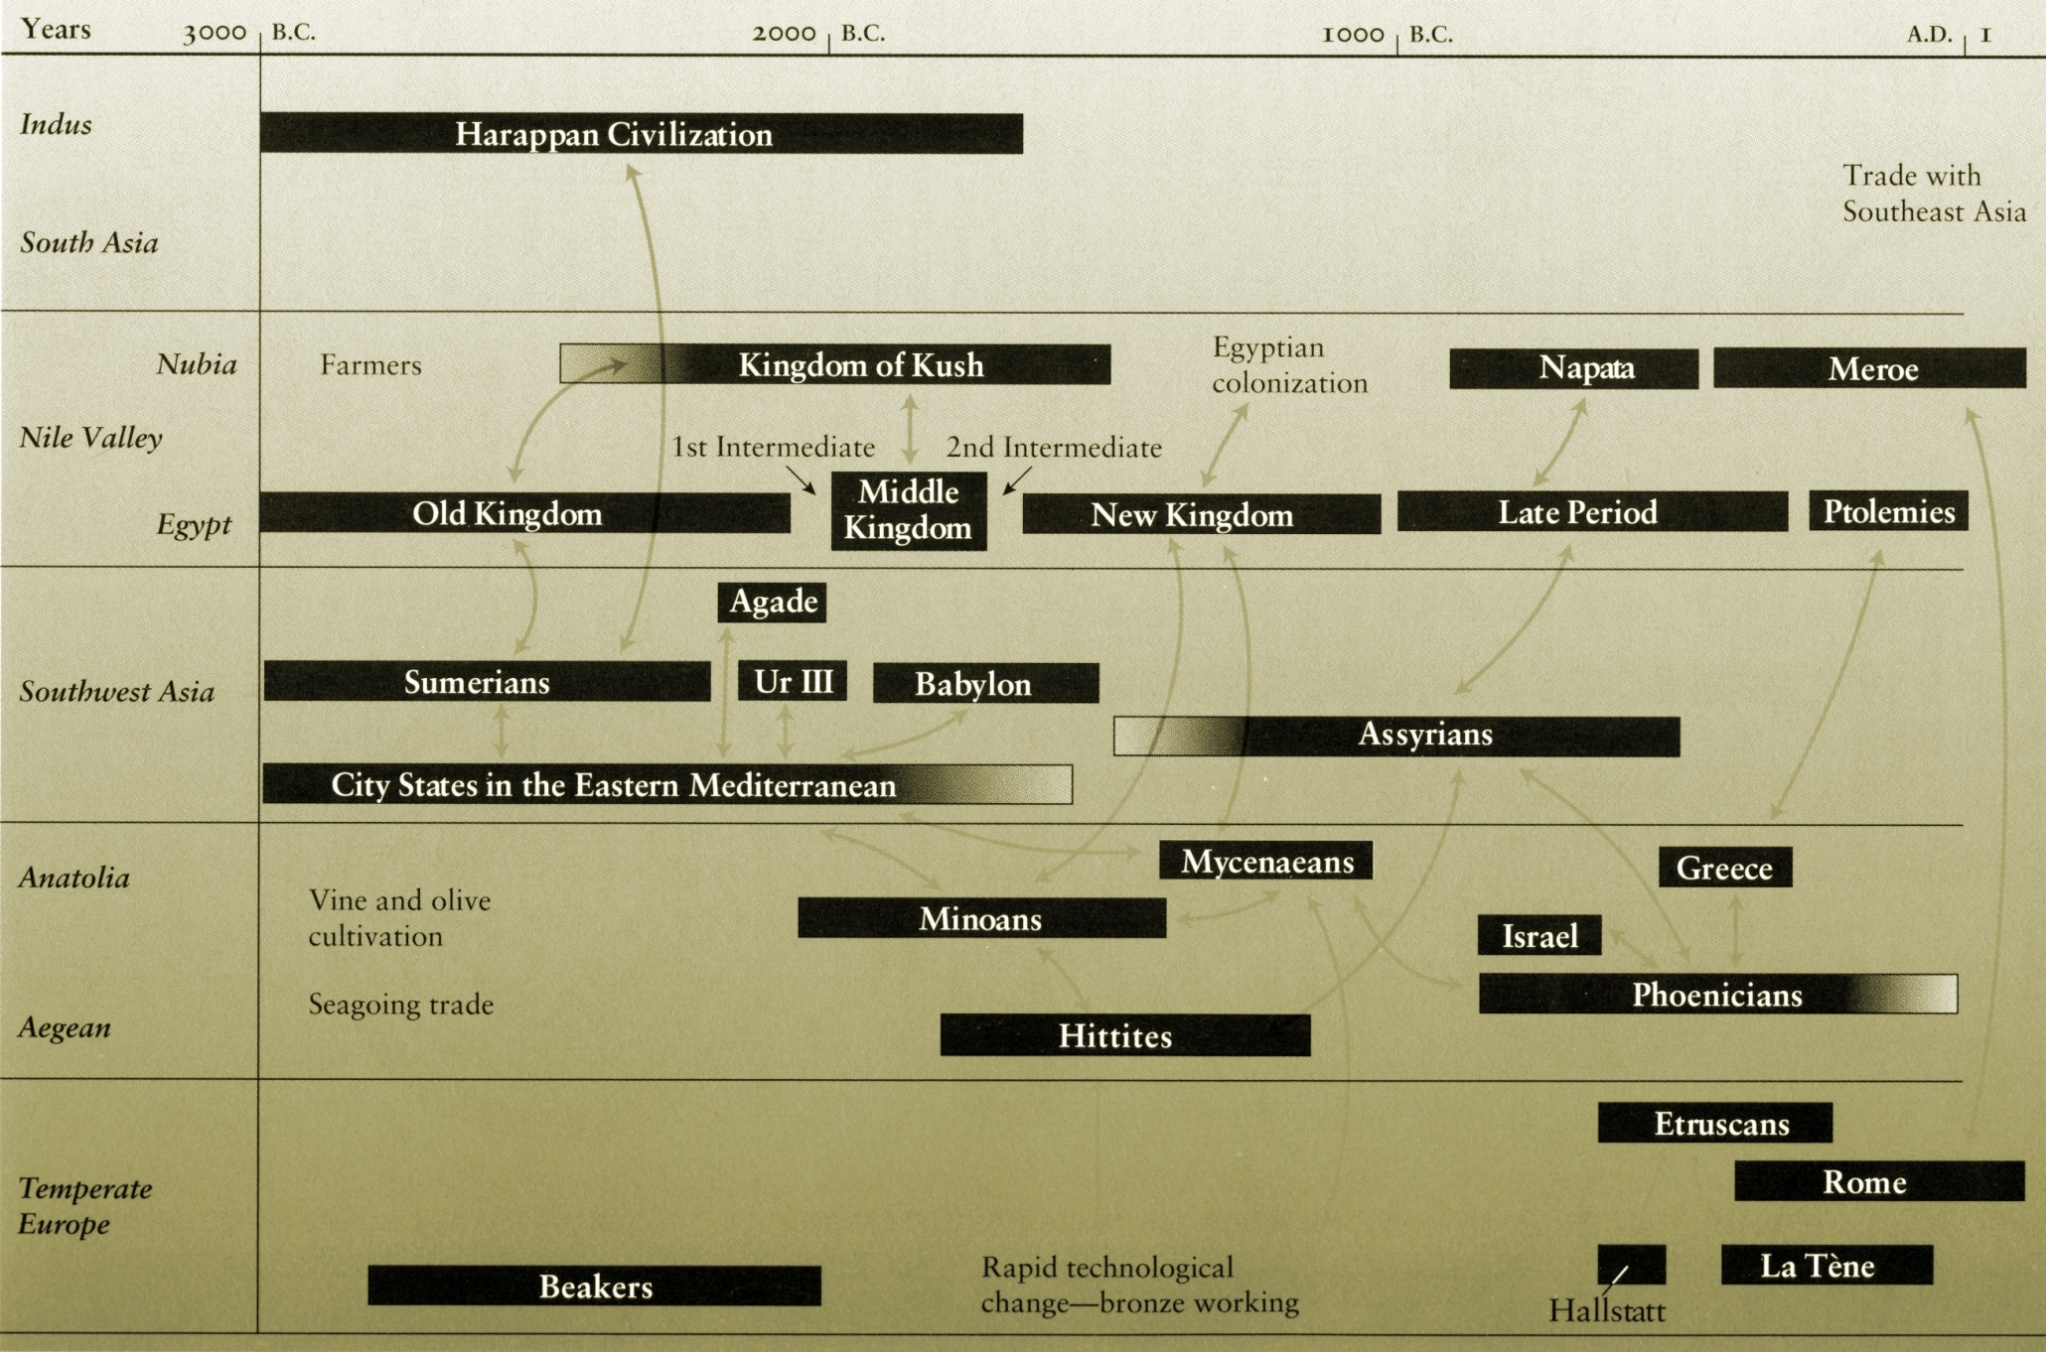 Years 3000 B.C. 2000 B.C. 1000 B.C. A.D. 1
Indus
Harappan Civilization
Trade with
Southeast Asia
South Asia
Nubia
Farmers
Kingdom of Kush
Egyptian
colonization
Napata
Meroe
Nile Valley
1st Intermediate
2nd Intermediate
Egypt
Old Kingdom
Middle
Kingdom
New Kingdom
Late Period
Ptolemies
Agade
Southwest Asia
Sumerians
Ur III
Babylon
Assyrians
City States in the Eastern Mediterranean
Anatolia
Mycenaeans
Greece
Vine and olive
cultivation
Minoans
Israel
Seagoing trade
Phoenicians
Aegean
Hittites
Etruscans
Temperate
Europe
Rome
Beakers
Rapid technological
change—bronze working
La Tène
Hallstatt